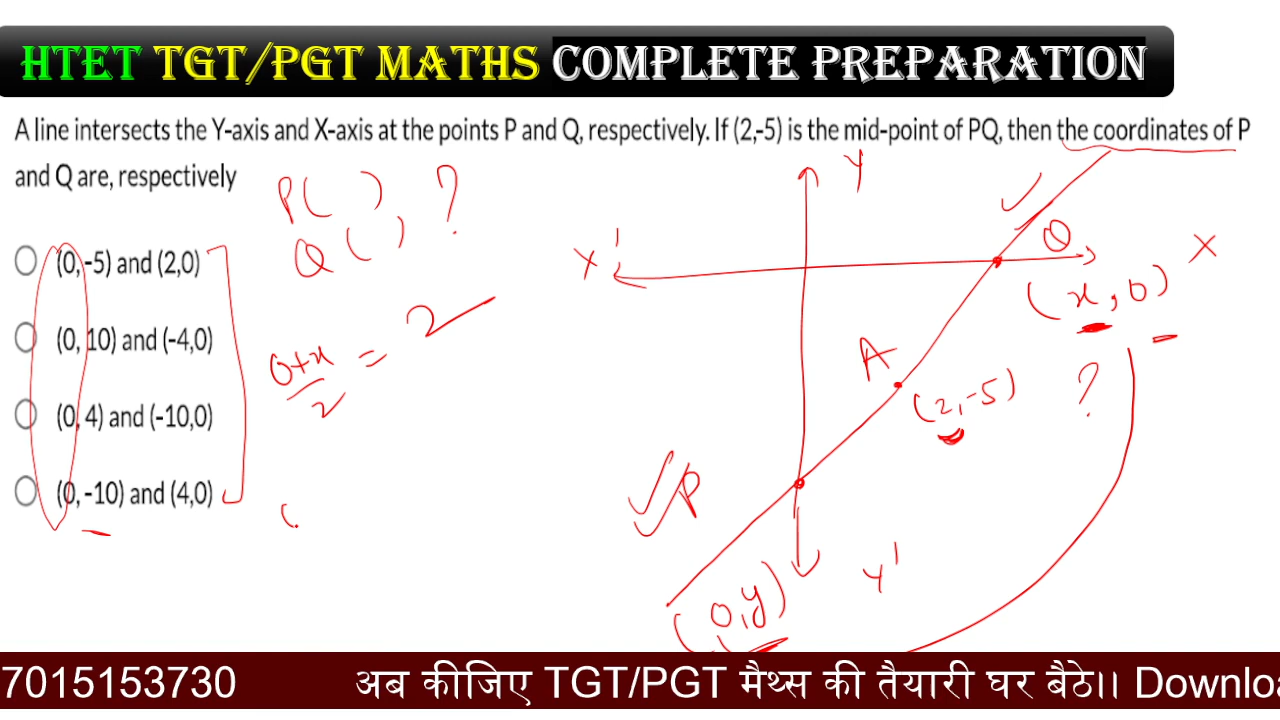 HTET TGT/PGT MATHS COMPLETE PREPARATION
A line intersects the Y-axis and X-axis at the points P and Q, respectively. If (2,-5) is the mid-point of PQ, then the coordinates of P
and Q are, respectively
P( ) ?
Q ( ),
Y
X'
Q
X
(0,-5) and (2,0)
(x, 0)
(0, 10) and (-4,0)
0+x/2 = 2
A
(2,-5)
?
(0, 4) and (-10,0)
(0, -10) and (4,0)
P
Y'
(0,y)
7015153730 अब कीजिए TGT/PGT मैथ्स की तैयारी घर बैठे।। Downlo